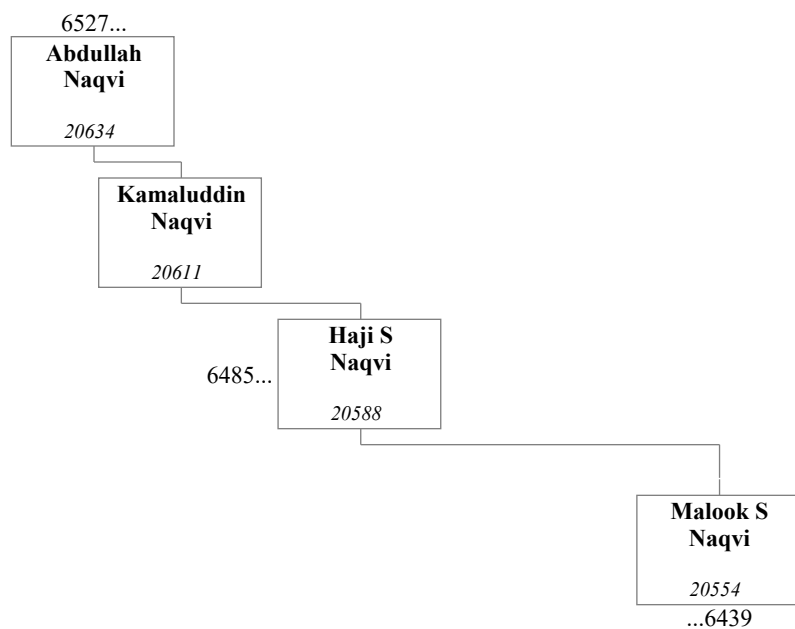 6527...
Abdullah
Naqvi
20634
Kamaluddin
Naqvi
20611
Haji S
Naqvi
6485...
20588
Malook S
Naqvi
20554
...6439